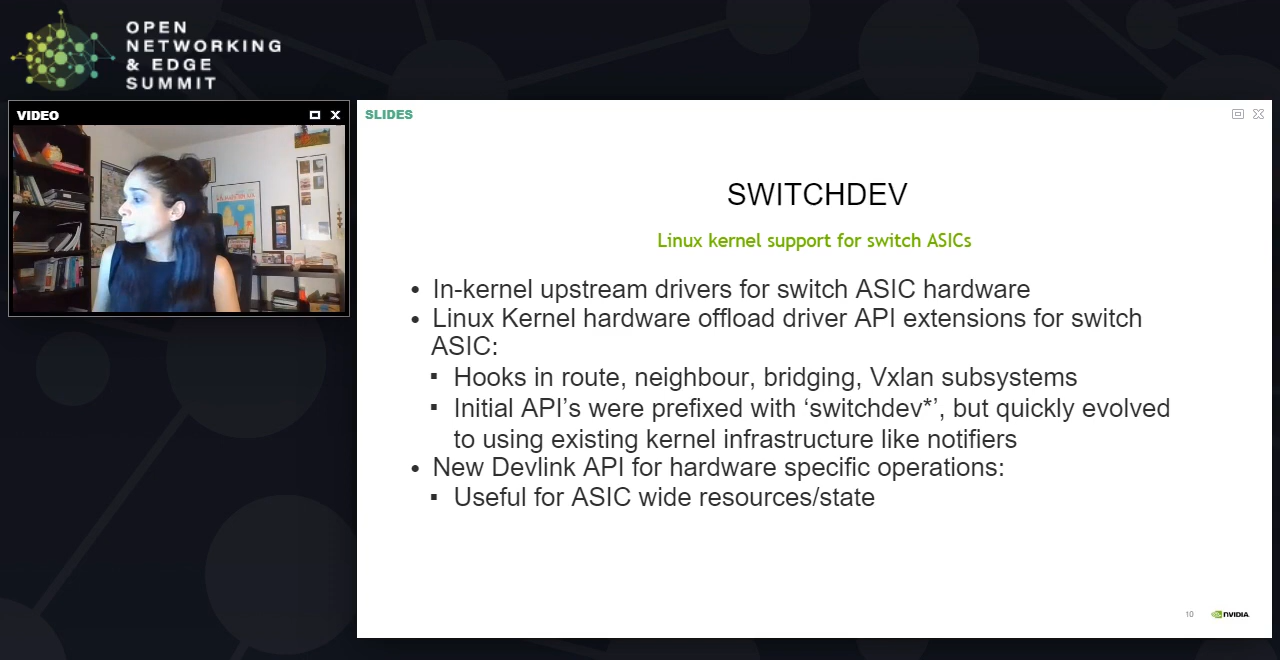 OPEN
NETWORKING
& EDGE
SUMMIT
VIDEO
SLIDES
SWITCHDEV
Linux kernel support for switch ASICs
• In-kernel upstream drivers for switch ASIC hardware
• Linux Kernel hardware offload driver API extensions for switch
ASIC:
▪ Hooks in route, neighbour, bridging, Vxlan subsystems
▪ Initial API’s were prefixed with ‘switchdev*’, but quickly evolved
to using existing kernel infrastructure like notifiers
• New Devlink API for hardware specific operations:
▪ Useful for ASIC wide resources/state
10
NVIDIA